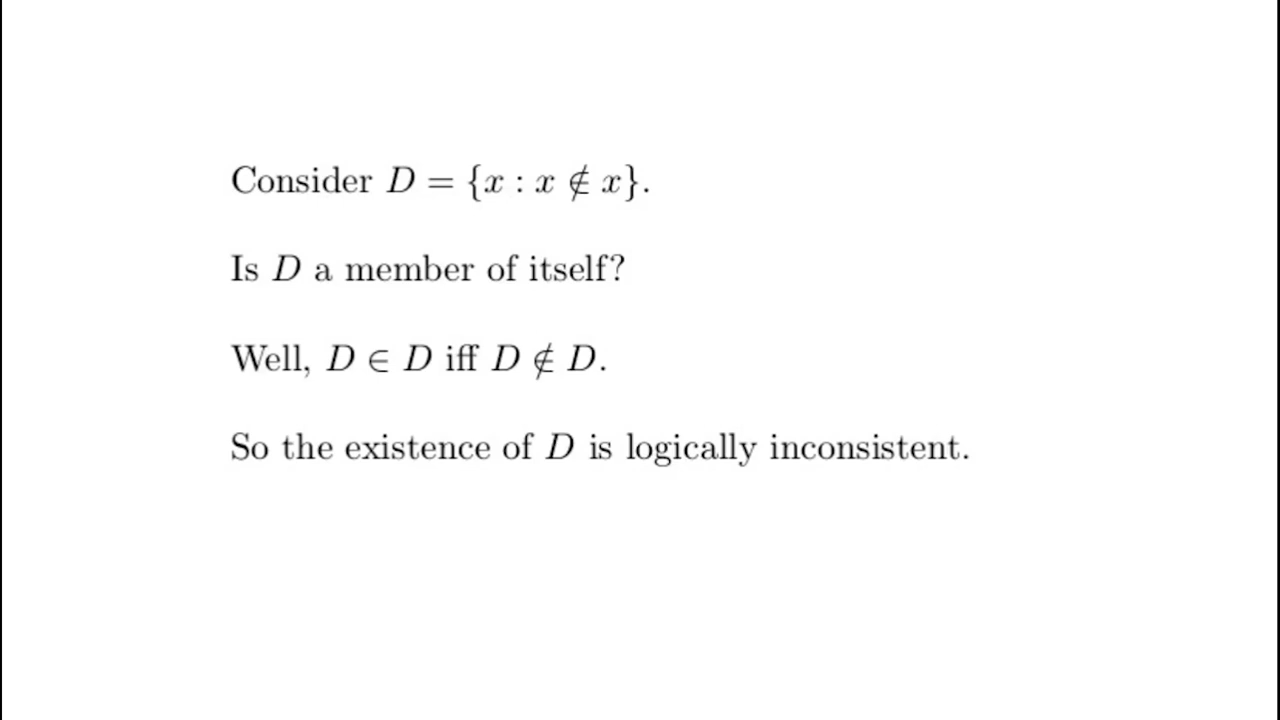 Consider D = {x : x ∉ x}.
Is D a member of itself?
Well, D ∈ D iff D ∉ D.
So the existence of D is logically inconsistent.